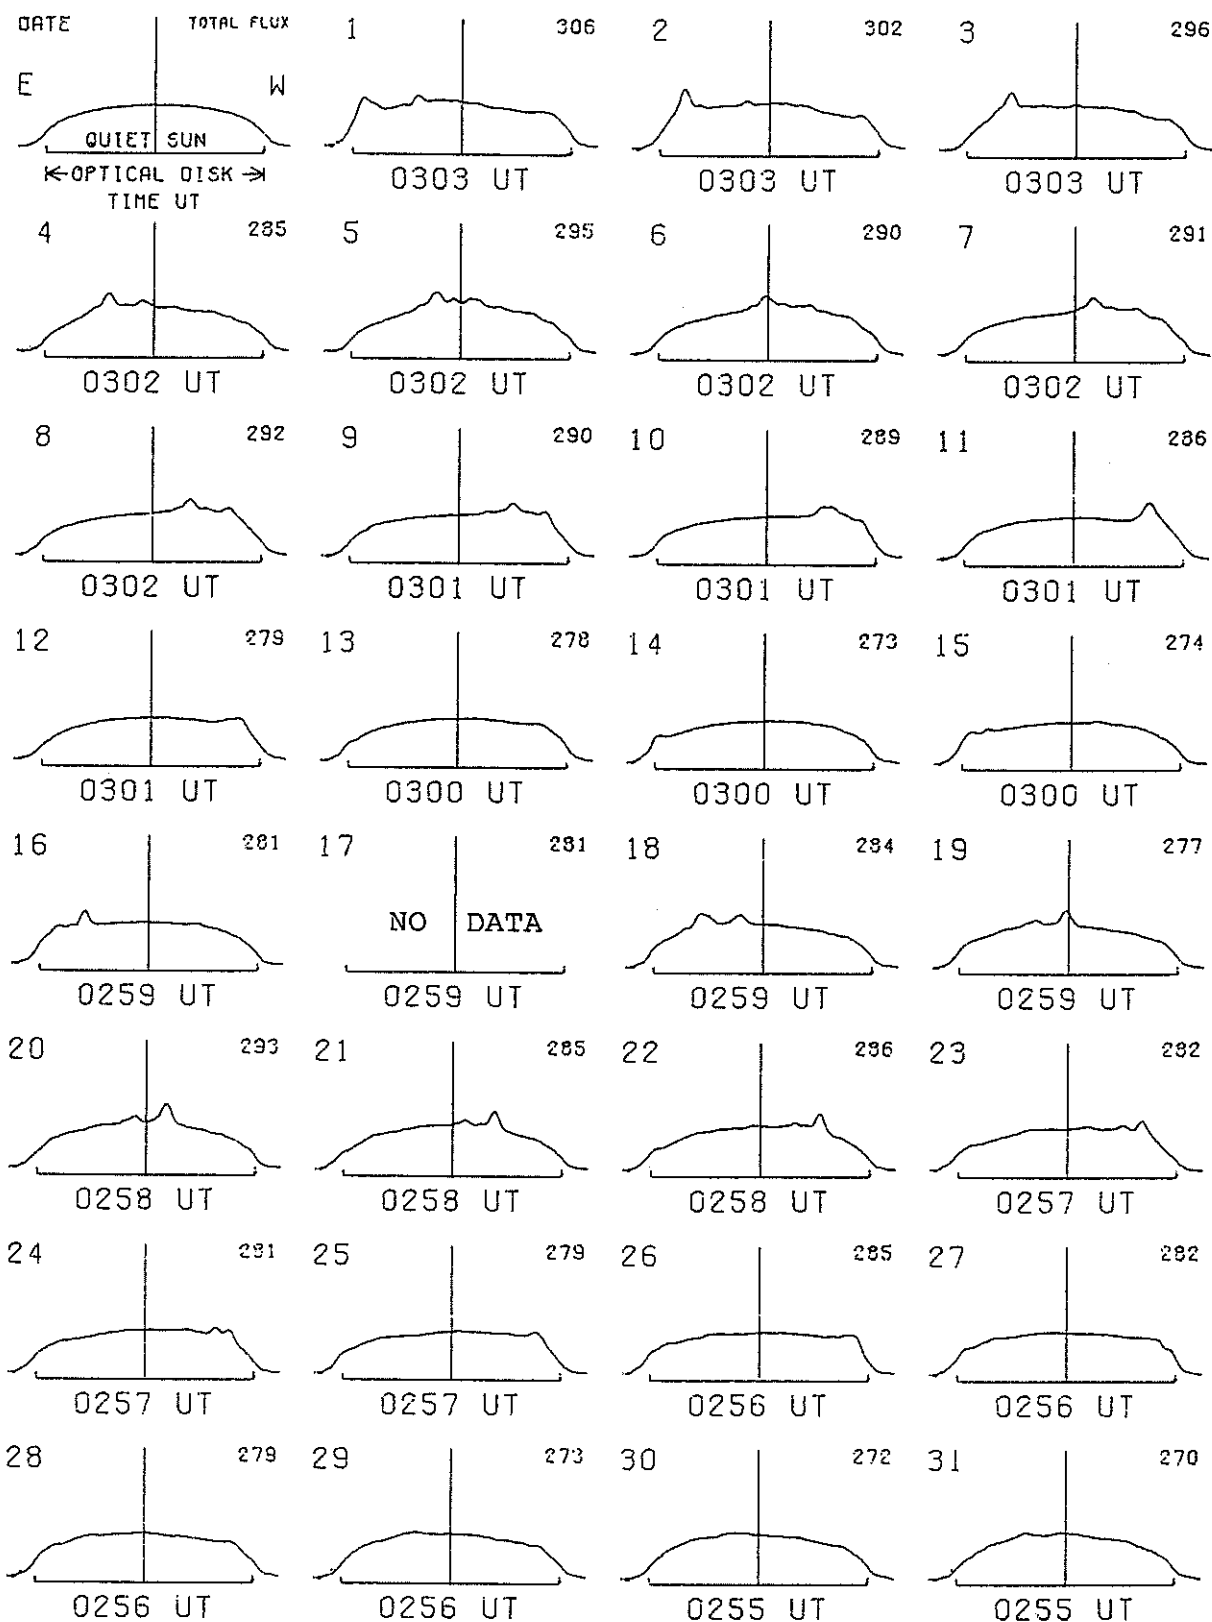 DATE TOTAL FLUX 1 306 2 302 3 296
E W
QUIET SUN
←OPTICAL DISK→ 0303 UT 0303 UT 0303 UT
TIME UT
4 285 5 295 6 290 7 291
0302 UT 0302 UT 0302 UT 0302 UT
8 292 9 290 10 289 11 286
0302 UT 0301 UT 0301 UT 0301 UT
12 279 13 278 14 273 15 274
0301 UT 0300 UT 0300 UT 0300 UT
16 281 17 281 18 284 19 277
NO DATA
0259 UT 0259 UT 0259 UT 0259 UT
20 293 21 285 22 286 23 282
0258 UT 0258 UT 0258 UT 0257 UT
24 281 25 279 26 285 27 282
0257 UT 0257 UT 0256 UT 0256 UT
28 279 29 273 30 272 31 270
0256 UT 0256 UT 0255 UT 0255 UT